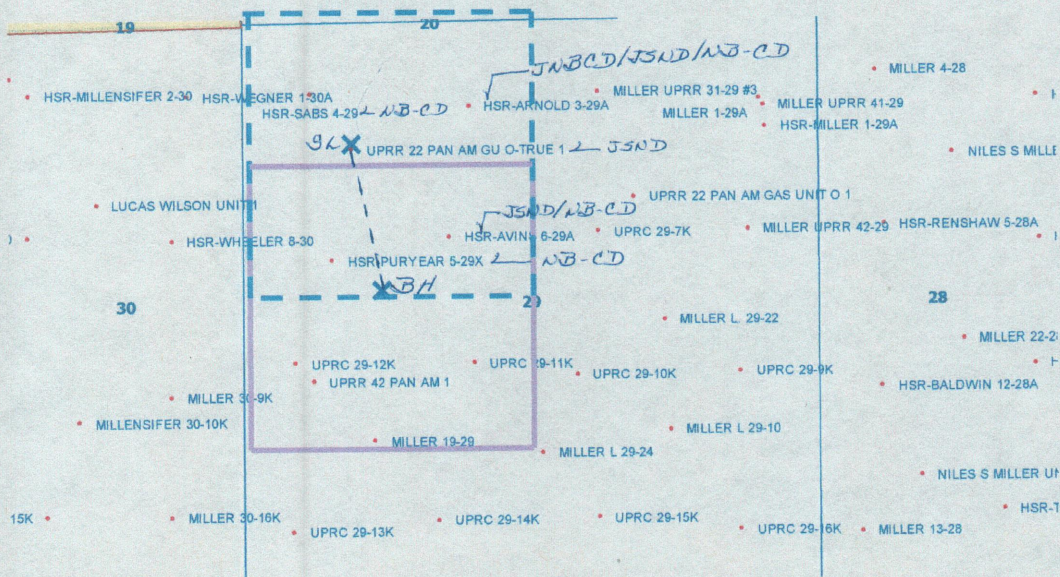 19
20
JNBCD/JSND/NB-CD
MILLER 4-28
HSR-MILLENSIFER 2-30
HSR-WEGNER 1-30A
MILLER UPRR 31-29 #3
HSR-SABS 4-29
NB-CD
HSR-ARNOLD 3-29A
MILLER UPRR 41-29
MILLER 1-29A
HSR-MILLER 1-29A
UPRR 22 PAN AM GU O-TRUE 1
JSND
NILES S MILLE
UPRR 22 PAN AM GAS UNIT O 1
LUCAS WILSON UNIT 1
JSND/NB-CD
HSR-WHEELER 8-30
HSR-AVINS 6-29A
UPRC 29-7K
MILLER UPRR 42-29
HSR-RENSHAW 5-28A
HSR-PURYEAR 5-29X
NB-CD
BH
30
29
28
MILLER L 29-22
MILLER 22-2
UPRC 29-12K
UPRC 29-11K
UPRC 29-10K
UPRC 29-9K
UPRR 42 PAN AM 1
HSR-BALDWIN 12-28A
MILLER 30-9K
MILLENSIFER 30-10K
MILLER L 29-10
MILLER 19-29
MILLER L 29-24
NILES S MILLER UN
HSR-T
15K
MILLER 30-16K
UPRC 29-13K
UPRC 29-14K
UPRC 29-15K
UPRC 29-16K
MILLER 13-28